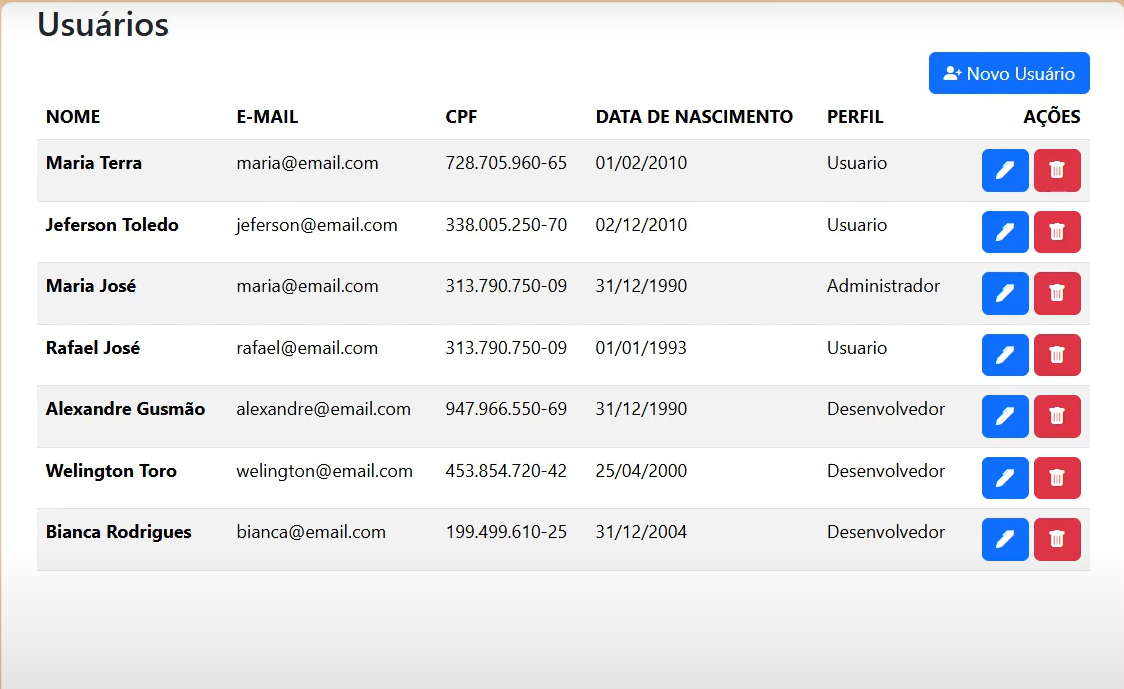 Usuários
Novo Usuário
NOME E-MAIL CPF DATA DE NASCIMENTO PERFIL AÇÕES
Maria Terra maria@email.com 728.705.960-65 01/02/2010 Usuario
Jeferson Toledo jeferson@email.com 338.005.250-70 02/12/2010 Usuario
Maria José maria@email.com 313.790.750-09 31/12/1990 Administrador
Rafael José rafael@email.com 313.790.750-09 01/01/1993 Usuario
Alexandre Gusmão alexandre@email.com 947.966.550-69 31/12/1990 Desenvolvedor
Welington Toro welington@email.com 453.854.720-42 25/04/2000 Desenvolvedor
Bianca Rodrigues bianca@email.com 199.499.610-25 31/12/2004 Desenvolvedor